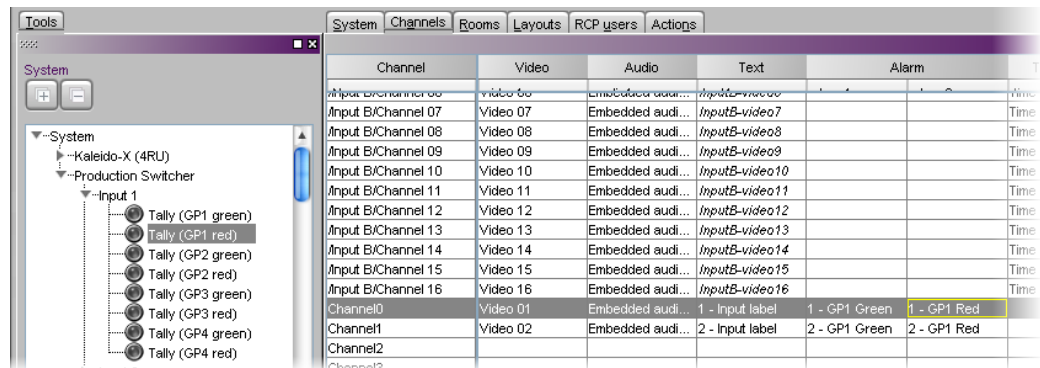 Tools
System Channels Rooms Layouts RCP users Actions
System
Channel Video Audio Text Alarm
/Input B/Channel 07 Video 07 Embedded audi... InputB-video7 Time
/Input B/Channel 08 Video 08 Embedded audi... InputB-video8 Time
/Input B/Channel 09 Video 09 Embedded audi... InputB-video9 Time
/Input B/Channel 10 Video 10 Embedded audi... InputB-video10 Time
/Input B/Channel 11 Video 11 Embedded audi... InputB-video11 Time
/Input B/Channel 12 Video 12 Embedded audi... InputB-video12 Time
/Input B/Channel 13 Video 13 Embedded audi... InputB-video13 Time
/Input B/Channel 14 Video 14 Embedded audi... InputB-video14 Time
/Input B/Channel 15 Video 15 Embedded audi... InputB-video15 Time
/Input B/Channel 16 Video 16 Embedded audi... InputB-video16 Time
Channel0 Video 01 Embedded audi... 1 - Input label 1 - GP1 Green 1 - GP1 Red
Channel1 Video 02 Embedded audi... 2 - Input label 2 - GP1 Green 2 - GP1 Red
Channel2
System
Kaleido-X (4RU)
Production Switcher
Input 1
Tally (GP1 green)
Tally (GP1 red)
Tally (GP2 green)
Tally (GP2 red)
Tally (GP3 green)
Tally (GP3 red)
Tally (GP4 green)
Tally (GP4 red)